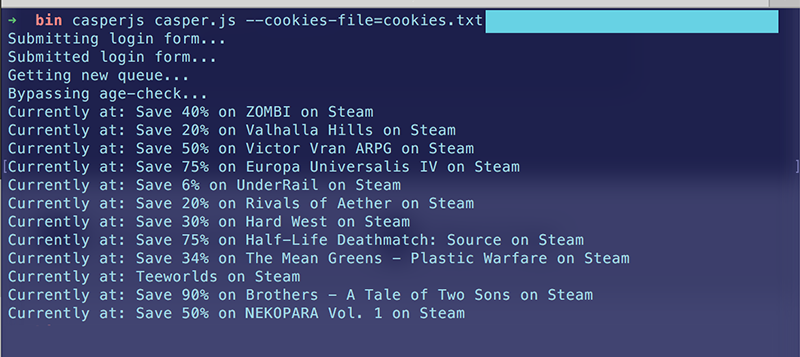 ➜ bin casperjs casper.js --cookies-file=cookies.txt
Submitting login form...
Submitted login form...
Getting new queue...
Bypassing age-check...
Currently at: Save 40% on ZOMBI on Steam
Currently at: Save 20% on Valhalla Hills on Steam
Currently at: Save 50% on Victor Vran ARPG on Steam
[Currently at: Save 75% on Europa Universalis IV on Steam ]
Currently at: Save 6% on UnderRail on Steam
Currently at: Save 20% on Rivals of Aether on Steam
Currently at: Save 30% on Hard West on Steam
Currently at: Save 75% on Half-Life Deathmatch: Source on Steam
Currently at: Save 34% on The Mean Greens - Plastic Warfare on Steam
Currently at: Teeworlds on Steam
Currently at: Save 90% on Brothers - A Tale of Two Sons on Steam
Currently at: Save 50% on NEKOPARA Vol. 1 on Steam